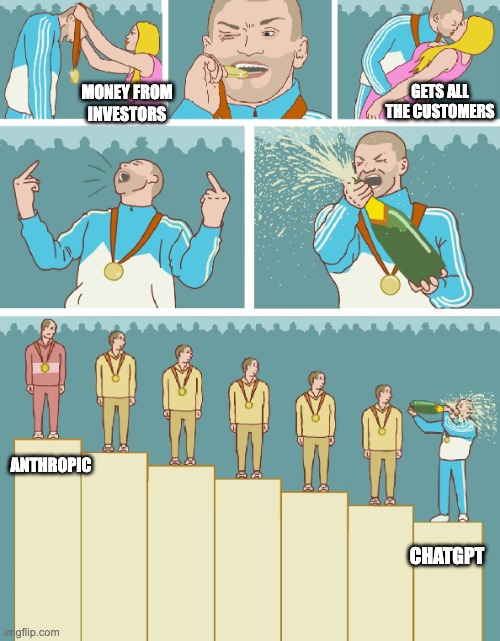 MONEY FROM
INVESTORS
GETS ALL
THE CUSTOMERS
ANTHROPIC
CHATGPT
imgflip.com